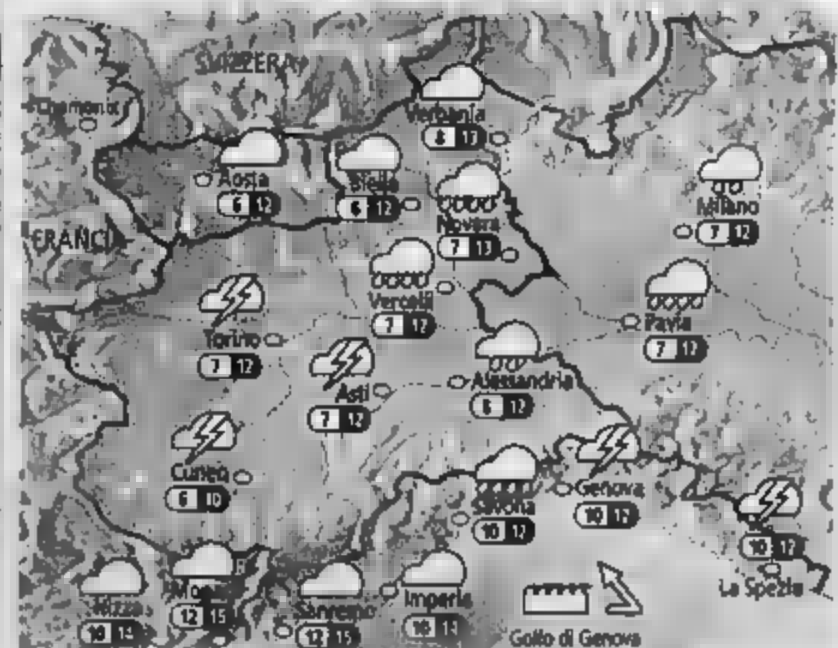 SVIZZERA
Chamonix
Verbania
8 13
Aosta
6 12
Biella
6 12
Novara
7 13
Milano
7 12
FRANCIA
Vercelli
7 12
Pavia
7 12
Torino
7 12
Asti
7 12
Alessandria
6 12
Cuneo
6 10
Savona
10 12
Genova
10 12
10 12
La Spezia
Nizza
10 14
12 15
Sanremo
12 15
Imperia
10 14
Golfo di Genova